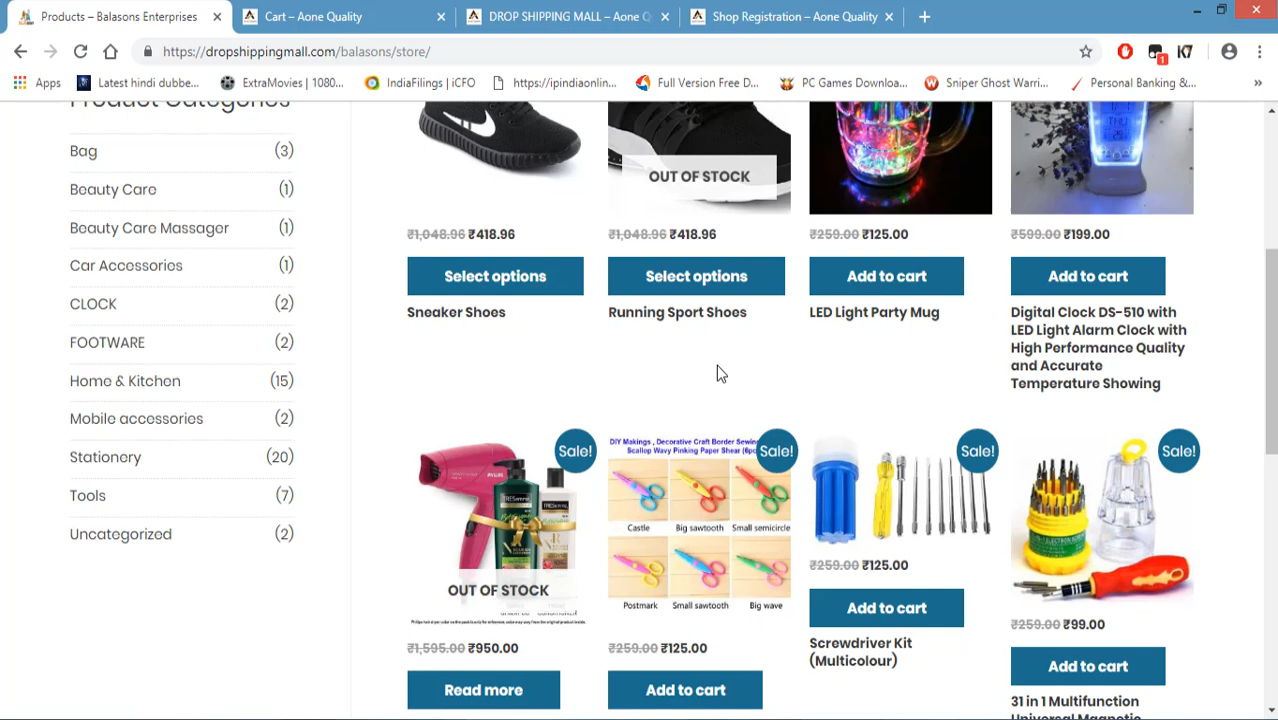 Products – Balasons Enterprises
Cart – Aone Quality
DROP SHIPPING MALL – Aone Q
Shop Registration – Aone Quality
https://dropshippingmall.com/balasons/store/
K7
1
Apps
Latest hindi dubbe...
ExtraMovies | 1080...
IndiaFilings | iCFO
https://ipindiaonlin...
Full Version Free D...
PC Games Downloa...
Sniper Ghost Warri...
Personal Banking &...
»
Product Categories
Bag (3)
Beauty Care (1)
Beauty Care Massager (1)
Car Accessories (1)
CLOCK (2)
FOOTWARE (2)
Home & Kitchen (15)
Mobile accessories (2)
Stationery (20)
Tools (7)
Uncategorized (2)
₹1,048.96 ₹418.96
Select options
Sneaker Shoes
OUT OF STOCK
₹1,048.96 ₹418.96
Select options
Running Sport Shoes
₹259.00 ₹125.00
Add to cart
LED Light Party Mug
THU
₹599.00 ₹199.00
Add to cart
Digital Clock DS-510 with
LED Light Alarm Clock with
High Performance Quality
and Accurate
Temperature Showing
Sale!
TRESemmé
OUT OF STOCK
₹1,595.00 ₹950.00
Read more
DIY Makings , Decorative Craft Border Sewing
Scallop Wavy Pinking Paper Shear (6pc
Sale!
Castle
Big sawtooth
Small semicircle
Postmark
Small sawtooth
Big wave
₹259.00 ₹125.00
Add to cart
Sale!
₹259.00 ₹125.00
Add to cart
Screwdriver Kit
(Multicolour)
Sale!
₹259.00 ₹99.00
Add to cart
31 in 1 Multifunction
Universal Magnetic